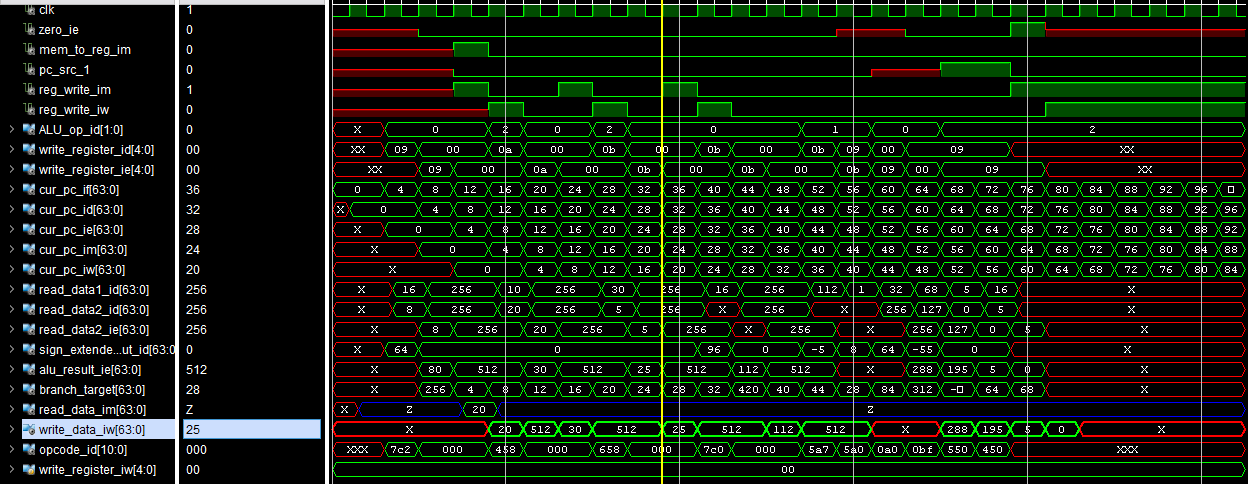 clk 1
zero_ie 0
mem_to_reg_im 0
pc_src_1 0
reg_write_im 1
reg_write_iw 0
ALU_op_id[1:0] 0 X 0 2 0 2 0 1 0 2
write_register_id[4:0] 00 XX 09 00 0a 00 0b 00 0b 00 0b 09 00 09 XX
write_register_ie[4:0] 00 XX 09 00 0a 00 0b 00 0b 00 0b 09 00 09 XX
cur_pc_if[63:0] 36 0 4 8 12 16 20 24 28 32 36 40 44 48 52 56 60 64 68 72 76 80 84 88 92 96
cur_pc_id[63:0] 32 X 0 4 8 12 16 20 24 28 32 36 40 44 48 52 56 60 64 68 72 76 80 84 88 92 96
cur_pc_ie[63:0] 28 X 0 4 8 12 16 20 24 28 32 36 40 44 48 52 56 60 64 68 72 76 80 84 88 92
cur_pc_im[63:0] 24 X 0 4 8 12 16 20 24 28 32 36 40 44 48 52 56 60 64 68 72 76 80 84 88
cur_pc_iw[63:0] 20 X 0 4 8 12 16 20 24 28 32 36 40 44 48 52 56 60 64 68 72 76 80 84
read_data1_id[63:0] 256 X 16 256 10 256 30 256 16 256 112 1 32 68 5 16 X
read_data2_id[63:0] 256 X 8 256 20 256 5 256 X 256 X 256 127 0 5 X
read_data2_ie[63:0] 256 X 8 256 20 256 5 256 X 256 X 256 127 0 5 X
sign_extende...ut_id[63:0 0 X 64 0 96 0 -5 8 64 -55 0 X
alu_result_ie[63:0] 512 X 80 512 30 512 25 512 112 512 X 288 195 5 0 X
branch_target[63:0] 28 X 256 4 8 12 16 20 24 28 32 420 40 44 28 84 312 64 68 X
read_data_im[63:0] Z X Z 20 Z
write_data_iw[63:0] 25 X 20 512 30 512 25 512 112 512 X 288 195 5 0 X
opcode_id[10:0] 000 XXX 7c2 000 458 000 658 000 7c0 000 5a7 5a0 0a0 0bf 550 450 XXX
write_register_iw[4:0] 00 00